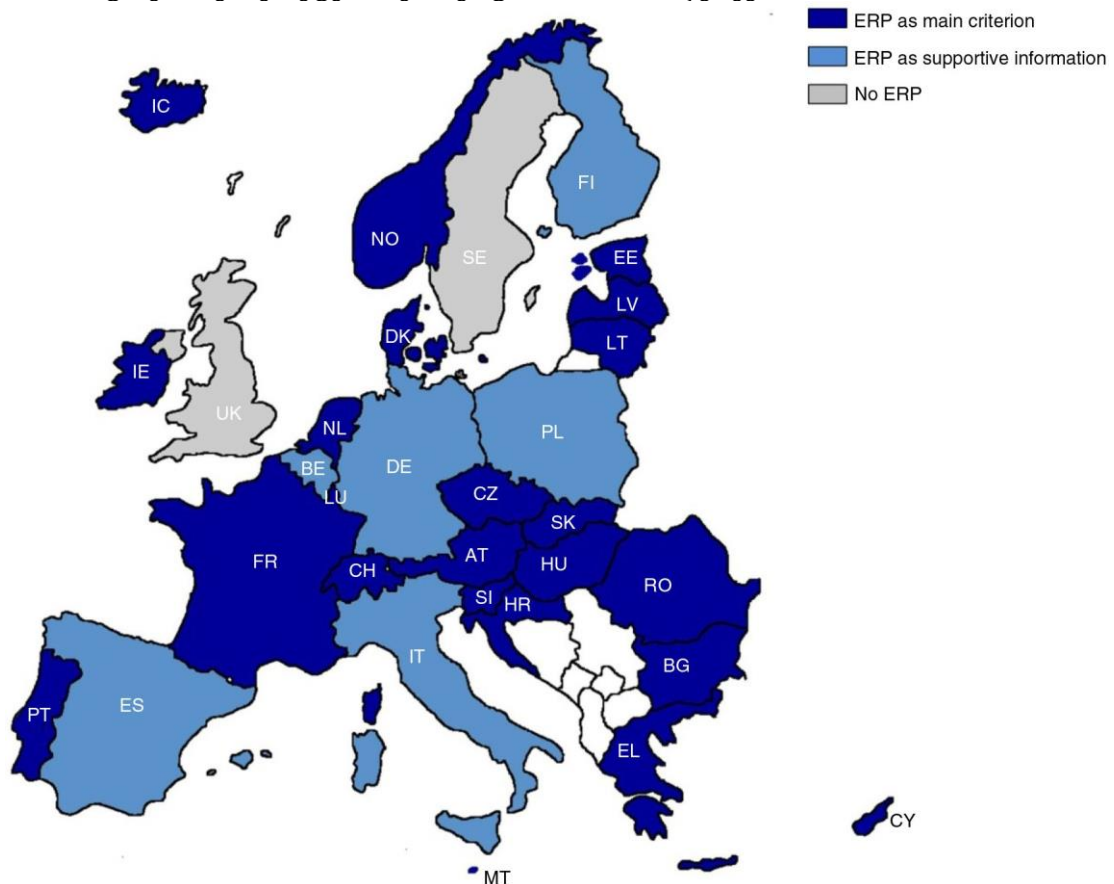 ERP as main criterion
ERP as supportive information
No ERP
IC
FI
NO
SE
EE
LV
DK
LT
IE
UK
NL
PL
BE
DE
LU
CZ
SK
FR
AT
CH
HU
RO
SI
HR
IT
BG
ES
PT
EL
CY
MT